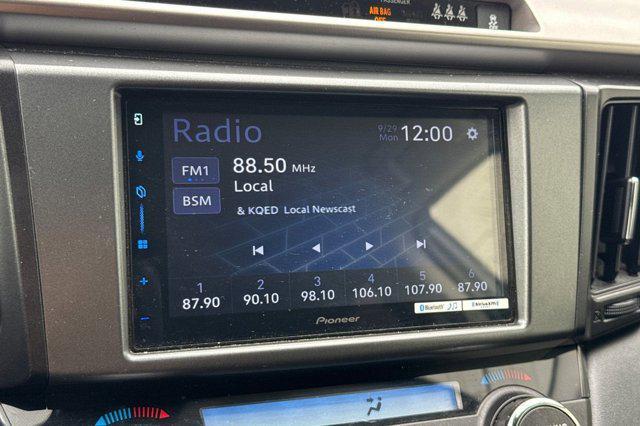 PASSENGER
AIR BAG
OFF
Radio
9/29
Mon
12:00
FM1
88.50 MHz
Local
BSM
& KQED Local Newscast
1 2 3 4 5 6
87.90 90.10 98.10 106.10 107.90 87.90
Bluetooth
SiriusXM
Pioneer